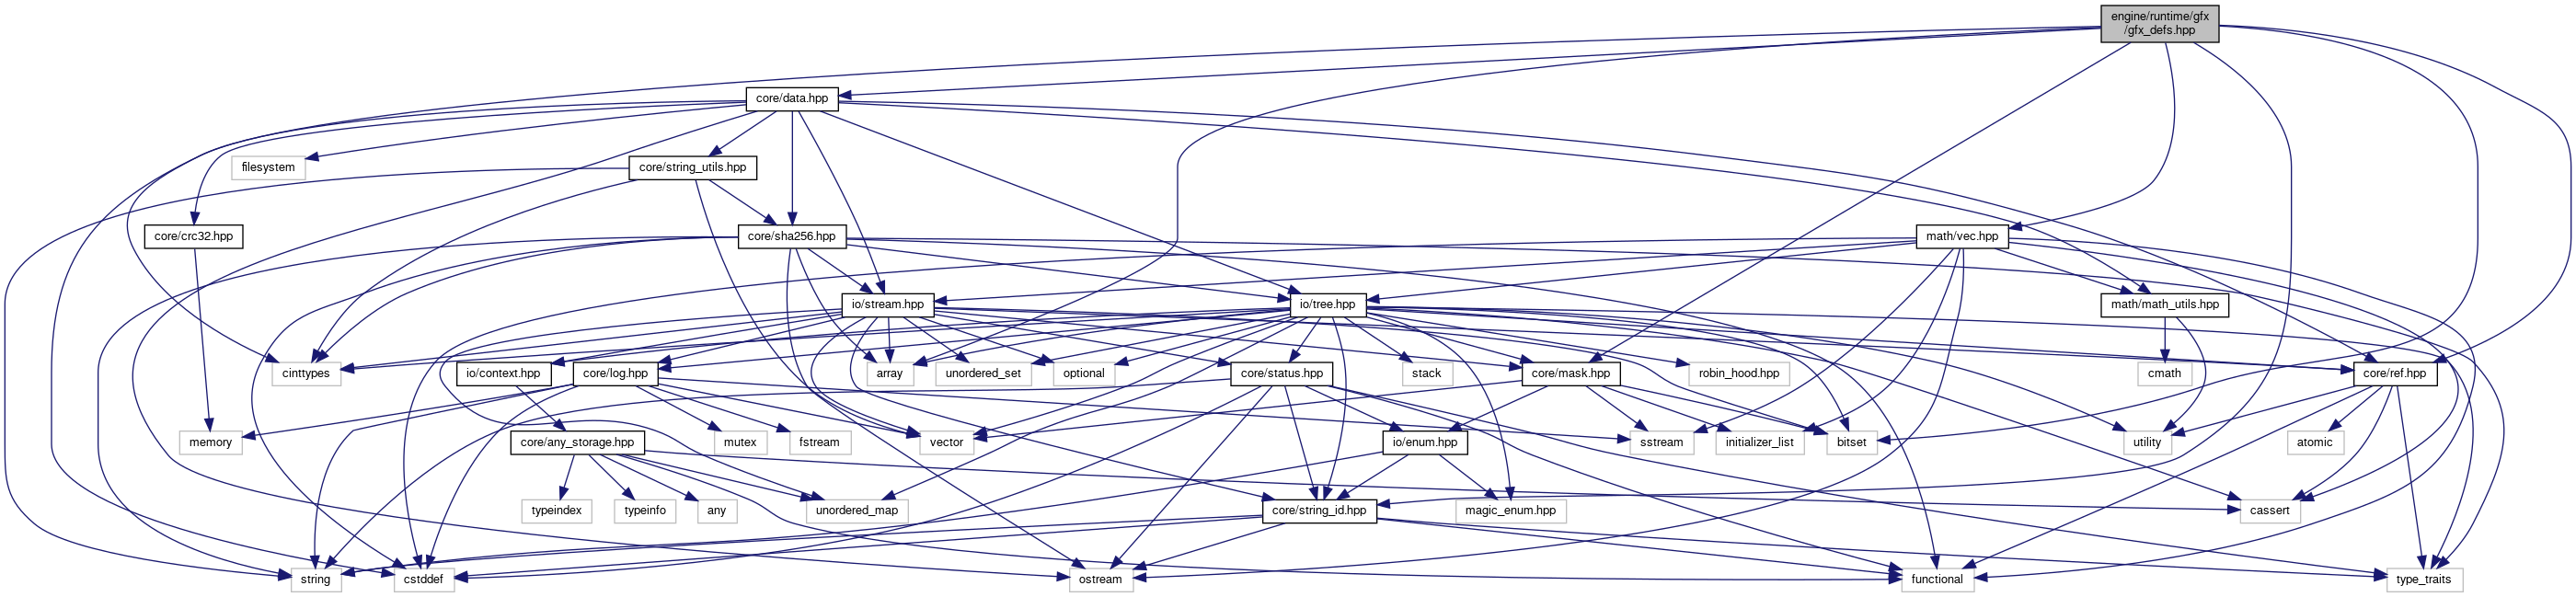 engine/runtime/gfx
/gfx_defs.hpp
core/data.hpp
filesystem
core/string_utils.hpp
core/crc32.hpp
core/sha256.hpp
math/vec.hpp
io/stream.hpp
io/tree.hpp
math/math_utils.hpp
cinttypes
io/context.hpp
core/log.hpp
array
unordered_set
optional
core/status.hpp
stack
core/mask.hpp
robin_hood.hpp
cmath
core/ref.hpp
memory
core/any_storage.hpp
mutex
fstream
vector
sstream
io/enum.hpp
initializer_list
bitset
utility
atomic
typeindex
typeinfo
any
unordered_map
core/string_id.hpp
magic_enum.hpp
cassert
string
cstddef
ostream
functional
type_traits